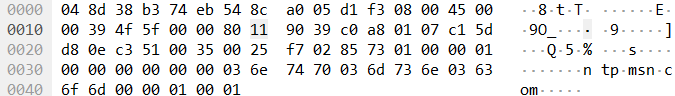 0000 04 8d 38 b3 74 eb 54 8c a0 05 d1 f3 08 00 45 00 ··8·t·T· ······E·
0010 00 39 4f 5f 00 00 80 11 90 39 c0 a8 01 07 c1 5d ·9O_···· ·9·····]
0020 d8 0e c3 51 00 35 00 25 f7 02 85 73 01 00 00 01 ···Q·5·% ···s····
0030 00 00 00 00 00 00 03 6e 74 70 03 6d 73 6e 03 63 ·······n tp·msn·c
0040 6f 6d 00 00 01 00 01 om·····